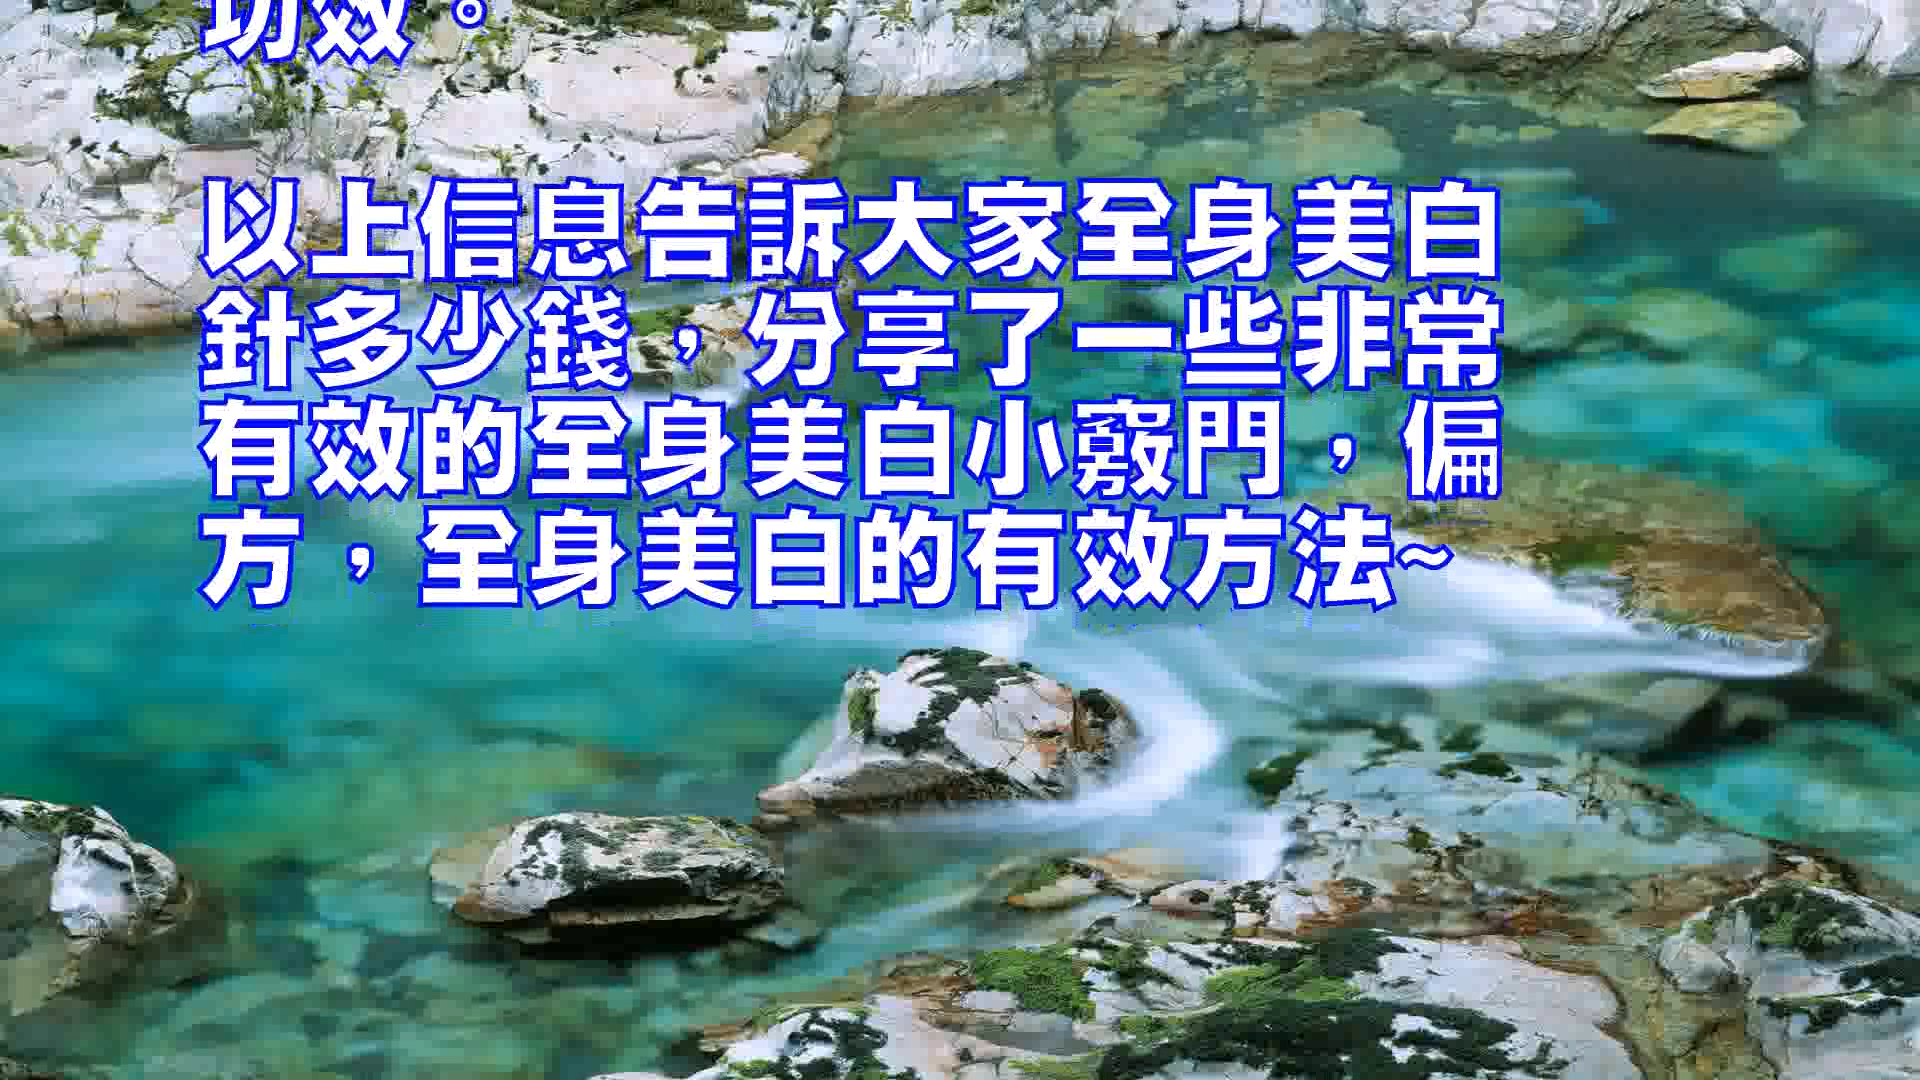 功效。
以上信息告訴大家全身美白
針多少錢，分享了一些非常
有效的全身美白小竅門，偏
方，全身美白的有效方法~